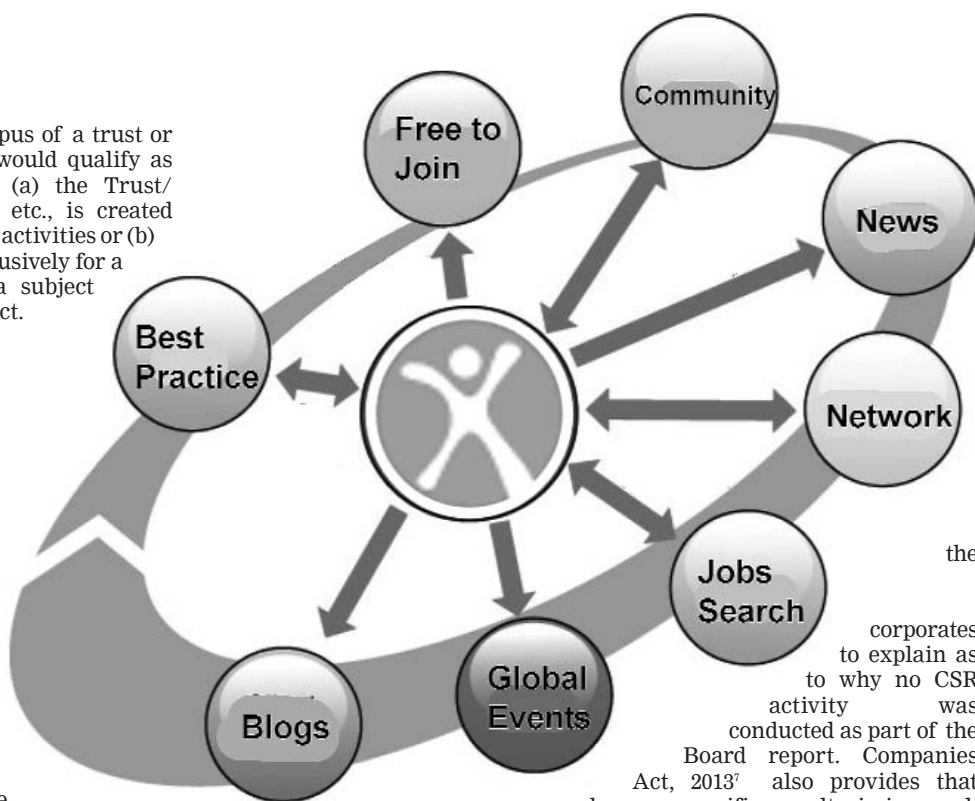 pus of a trust or
would qualify as
(a) the Trust/
etc., is created
activities or (b)
usively for a
a subject
ct.
Free to
Join
Community
News
Best
Practice
Network
Jobs
Search
Global
Events
Blogs
the
corporates
to explain as
to why no CSR
activity was
conducted as part of the
Board report. Companies
Act, 2013⁷ also provides that